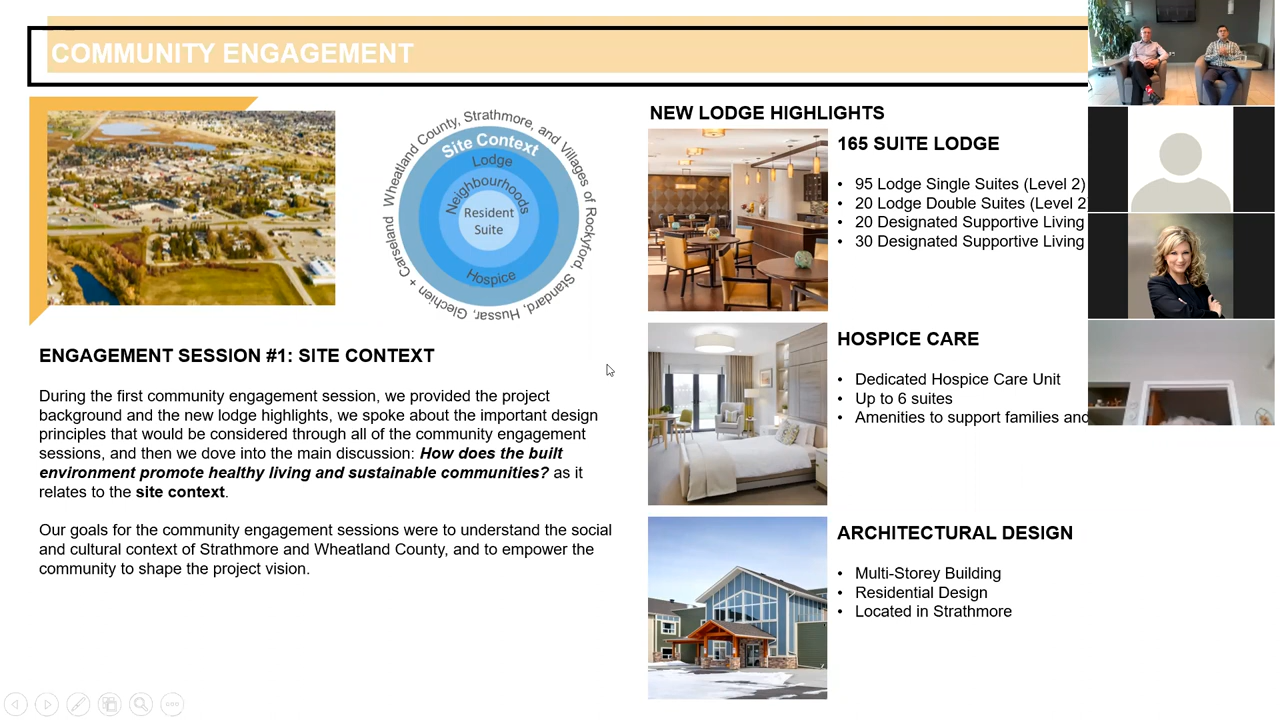 COMMUNITY ENGAGEMENT
Wheatland County, Strathmore, and Villages of Rockyford, Standard, Hussar, Gleichen + Carseland
Site Context
Lodge
Neighbourhoods
Resident
Suite
Hospice
ENGAGEMENT SESSION #1: SITE CONTEXT
During the first community engagement session, we provided the project
background and the new lodge highlights, we spoke about the important design
principles that would be considered through all of the community engagement
sessions, and then we dove into the main discussion: How does the built
environment promote healthy living and sustainable communities? as it
relates to the site context.
Our goals for the community engagement sessions were to understand the social
and cultural context of Strathmore and Wheatland County, and to empower the
community to shape the project vision.
NEW LODGE HIGHLIGHTS
165 SUITE LODGE
• 95 Lodge Single Suites (Level 2)
• 20 Lodge Double Suites (Level 2
• 20 Designated Supportive Living
• 30 Designated Supportive Living
HOSPICE CARE
• Dedicated Hospice Care Unit
• Up to 6 suites
• Amenities to support families and
ARCHITECTURAL DESIGN
• Multi-Storey Building
• Residential Design
• Located in Strathmore